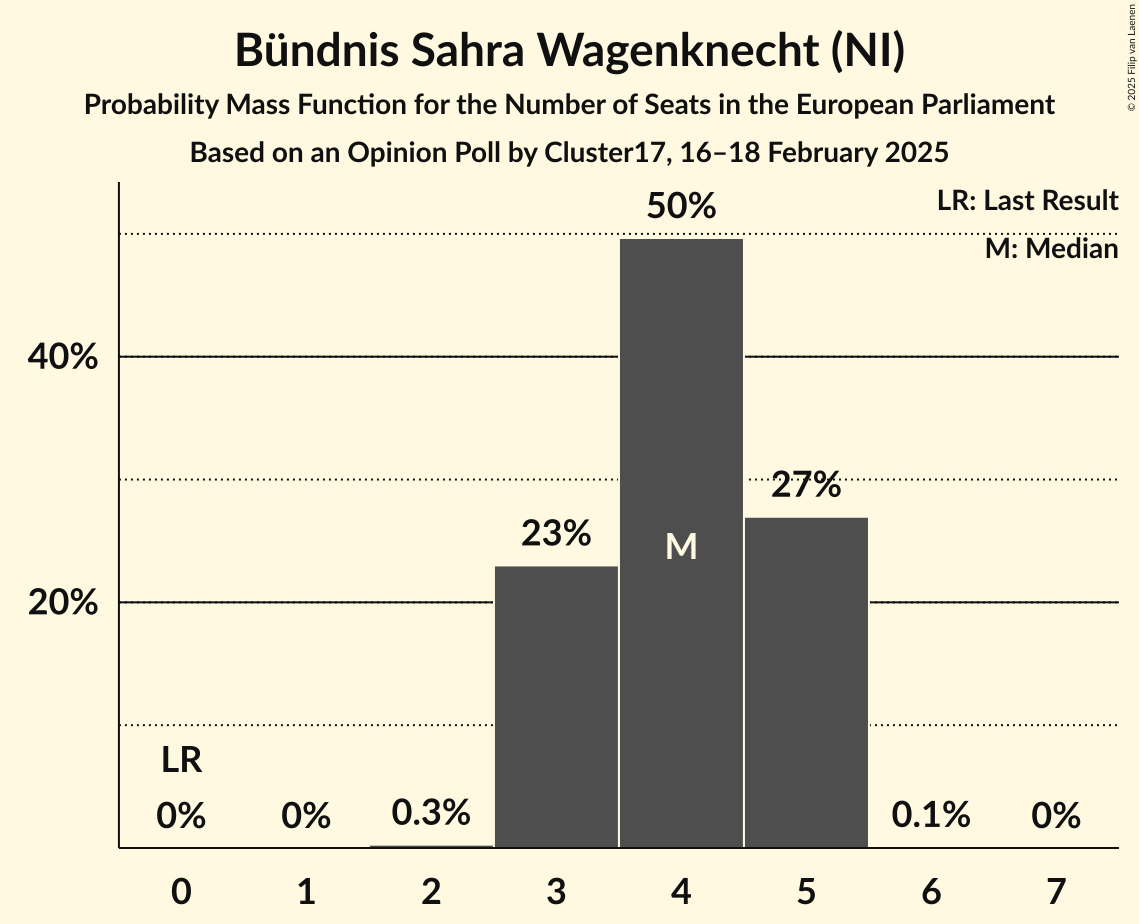 Bündnis Sahra Wagenknecht (NI)
Probability Mass Function for the Number of Seats in the European Parliament
Based on an Opinion Poll by Cluster17, 16–18 February 2025
© 2025 Filip van Laenen
LR: Last Result
M: Median
50%
40%
27%
23%
M
20%
LR
0%
0%
0.3%
0.1%
0%
0
1
2
3
4
5
6
7